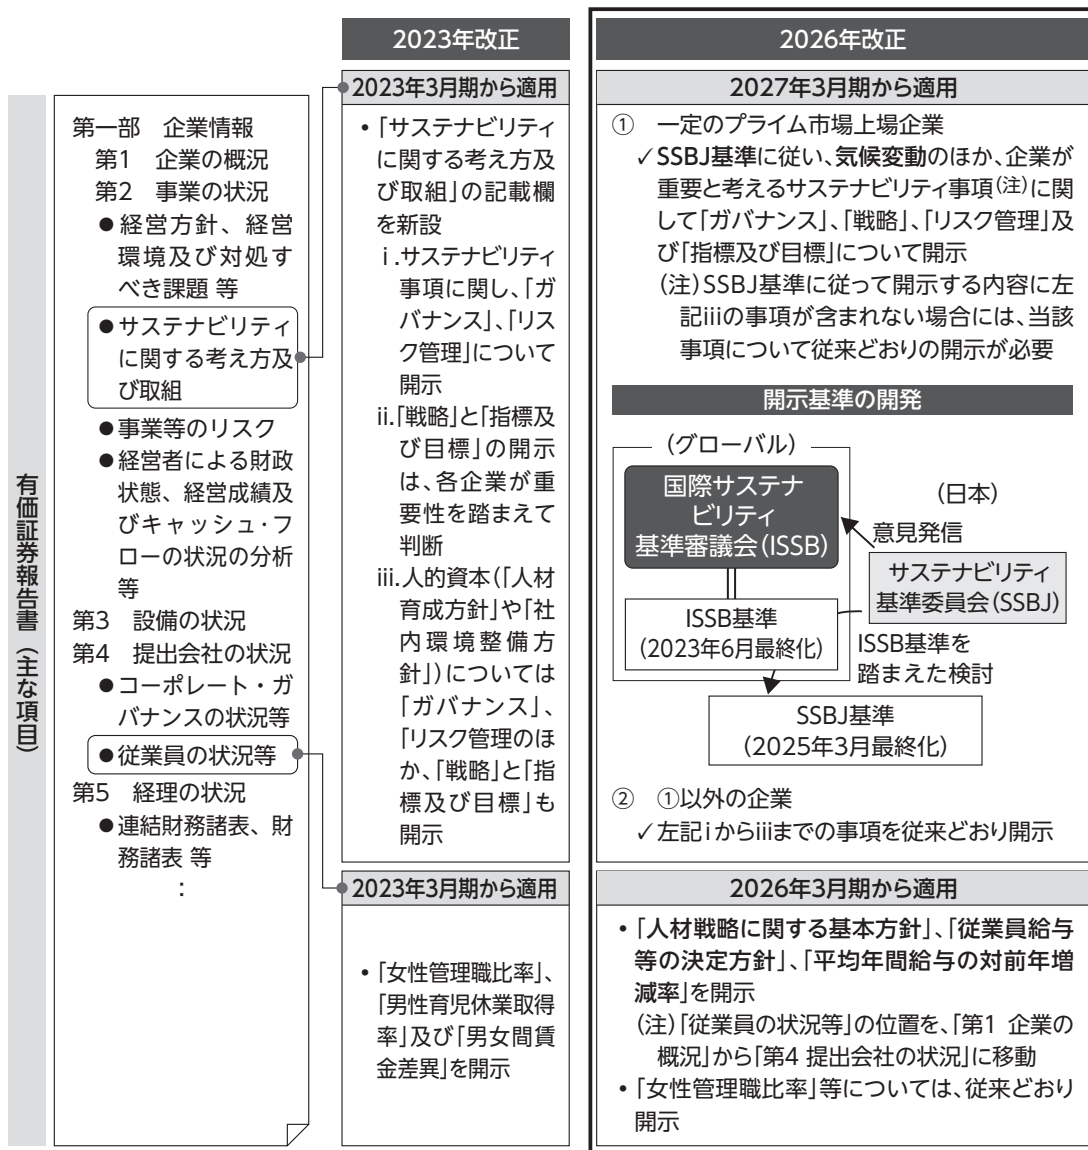 有価証券報告書（主な項目）
第一部　企業情報
第1　企業の概況
第2　事業の状況
●経営方針、経営
環境及び対処す
べき課題 等
●サステナビリティ
に関する考え方及
び取組
●事業等のリスク
●経営者による財政
状態、経営成績及
びキャッシュ・フ
ローの状況の分析
等
第3　設備の状況
第4　提出会社の状況
●コーポレート・ガ
バナンスの状況等
●従業員の状況等
第5　経理の状況
●連結財務諸表、財
務諸表 等
：
2023年改正
2023年3月期から適用
•「サステナビリティ
に関する考え方及
び取組」の記載欄
を新設
ⅰ.サステナビリティ
事項に関し、「ガ
バナンス」、「リス
ク管理」について
開示
ⅱ.「戦略」と「指標及
び目標」の開示
は、各企業が重
要性を踏まえて
判断
ⅲ.人的資本（「人材
育成方針」や「社
内環境整備方
針」）については
「ガバナンス」、
「リスク管理のほ
か、「戦略」と「指
標及び目標」も
開示
2023年3月期から適用
•「女性管理職比率」、
「男性育児休業取得
率」及び「男女間賃
金差異」を開示
2026年改正
2027年3月期から適用
①　一定のプライム市場上場企業
✓SSBJ基準に従い、気候変動のほか、企業が
重要と考えるサステナビリティ事項(注)に関
して「ガバナンス」、「戦略」、「リスク管理」及
び「指標及び目標」について開示
（注）SSBJ基準に従って開示する内容に左
記ⅲの事項が含まれない場合には、当該
事項について従来どおりの開示が必要
開示基準の開発
（グローバル）
国際サステナ
ビリティ
基準審議会（ISSB）
（日本）
意見発信
サステナビリティ
基準委員会（SSBJ）
ISSB基準
（2023年6月最終化）
ISSB基準を
踏まえた検討
SSBJ基準
（2025年3月最終化）
②　①以外の企業
✓左記ⅰからⅲまでの事項を従来どおり開示
2026年3月期から適用
•「人材戦略に関する基本方針」、「従業員給与
等の決定方針」、「平均年間給与の対前年増
減率」を開示
（注）「従業員の状況等」の位置を、「第1 企業の
概況」から「第4 提出会社の状況」に移動
•「女性管理職比率」等については、従来どおり
開示